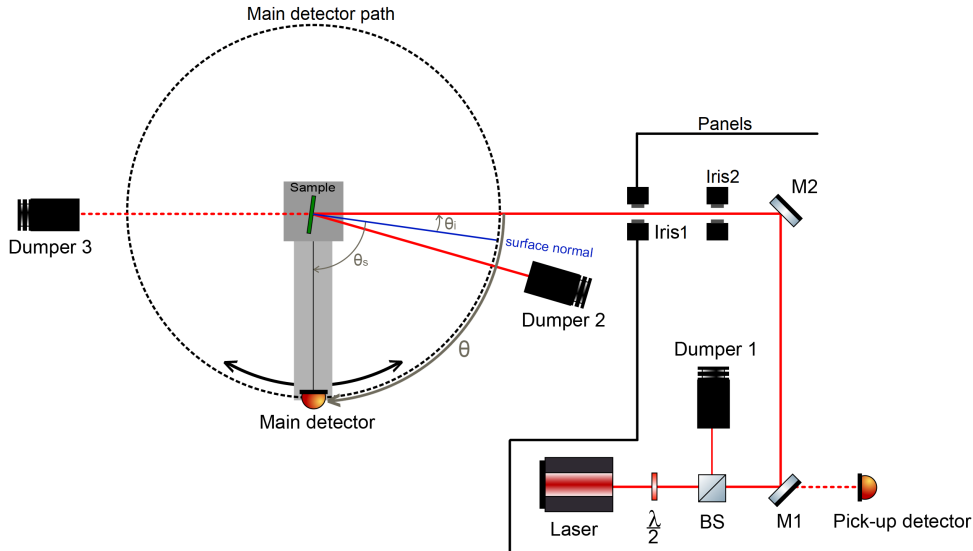 Main detector path
Panels
Sample
Iris2
M2
θi
Iris1
surface normal
Dumper 3
θs
Dumper 2
θ
Dumper 1
Main detector
Laser
λ
2
BS
M1
Pick-up detector